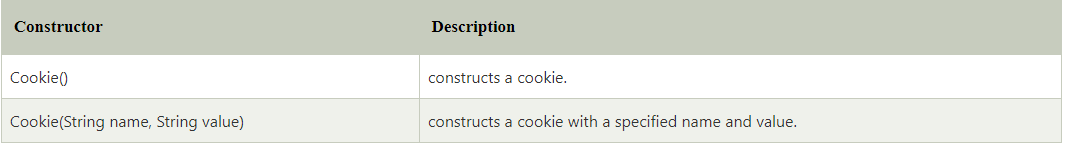 Constructor Description
Cookie() constructs a cookie.
Cookie(String name, String value) constructs a cookie with a specified name and value.